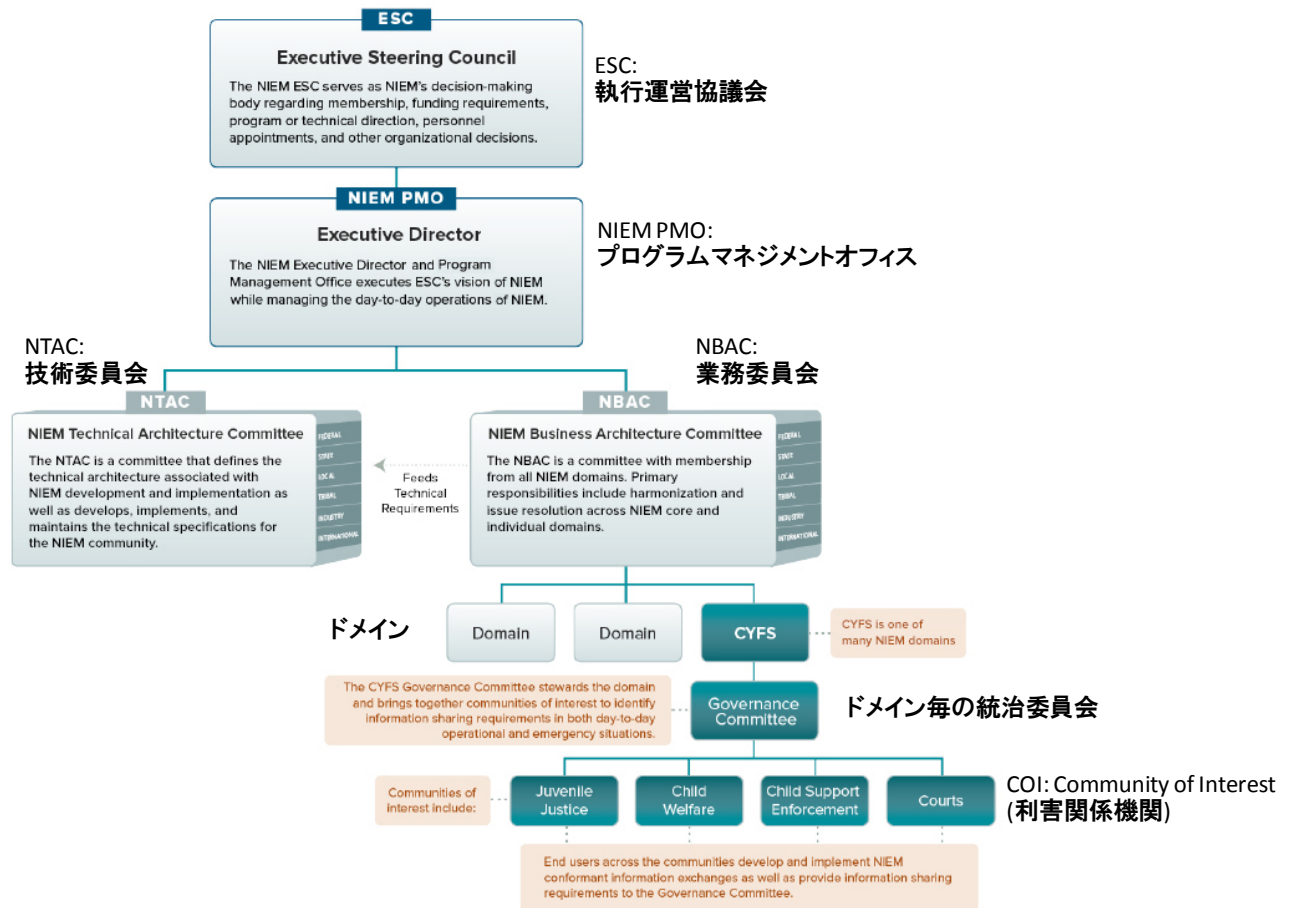 ESC
Executive Steering Council
The NIEM ESC serves as NIEM's decision-making
body regarding membership, funding requirements,
program or technical direction, personnel
appointments, and other organizational decisions.
ESC:
執行運営協議会
NIEM PMO
Executive Director
The NIEM Executive Director and Program
Management Office executes ESC's vision of NIEM
while managing the day-to-day operations of NIEM.
NIEM PMO:
プログラムマネジメントオフィス
NTAC:
技術委員会
NBAC:
業務委員会
NTAC
NIEM Technical Architecture Committee
The NTAC is a committee that defines the
technical architecture associated with
NIEM development and implementation as
well as develops, implements, and
maintains the technical specifications for
the NIEM community.
FEDERAL
STATE
LOCAL
TRIBAL
INDUSTRY
INTERNATIONAL
Feeds
Technical
Requirements
NBAC
NIEM Business Architecture Committee
The NBAC is a committee with membership
from all NIEM domains. Primary
responsibilities include harmonization and
issue resolution across NIEM core and
individual domains.
FEDERAL
STATE
LOCAL
TRIBAL
INDUSTRY
INTERNATIONAL
ドメイン
Domain
Domain
CYFS
CYFS is one of
many NIEM domains
The CYFS Governance Committee stewards the domain
and brings together communities of interest to identify
information sharing requirements in both day-to-day
operational and emergency situations.
Governance
Committee
ドメイン毎の統治委員会
Communities of
interest include:
Juvenile
Justice
Child
Welfare
Child Support
Enforcement
Courts
COI: Community of Interest
(利害関係機関)
End users across the communities develop and implement NIEM
conformant information exchanges as well as provide information sharing
requirements to the Governance Committee.